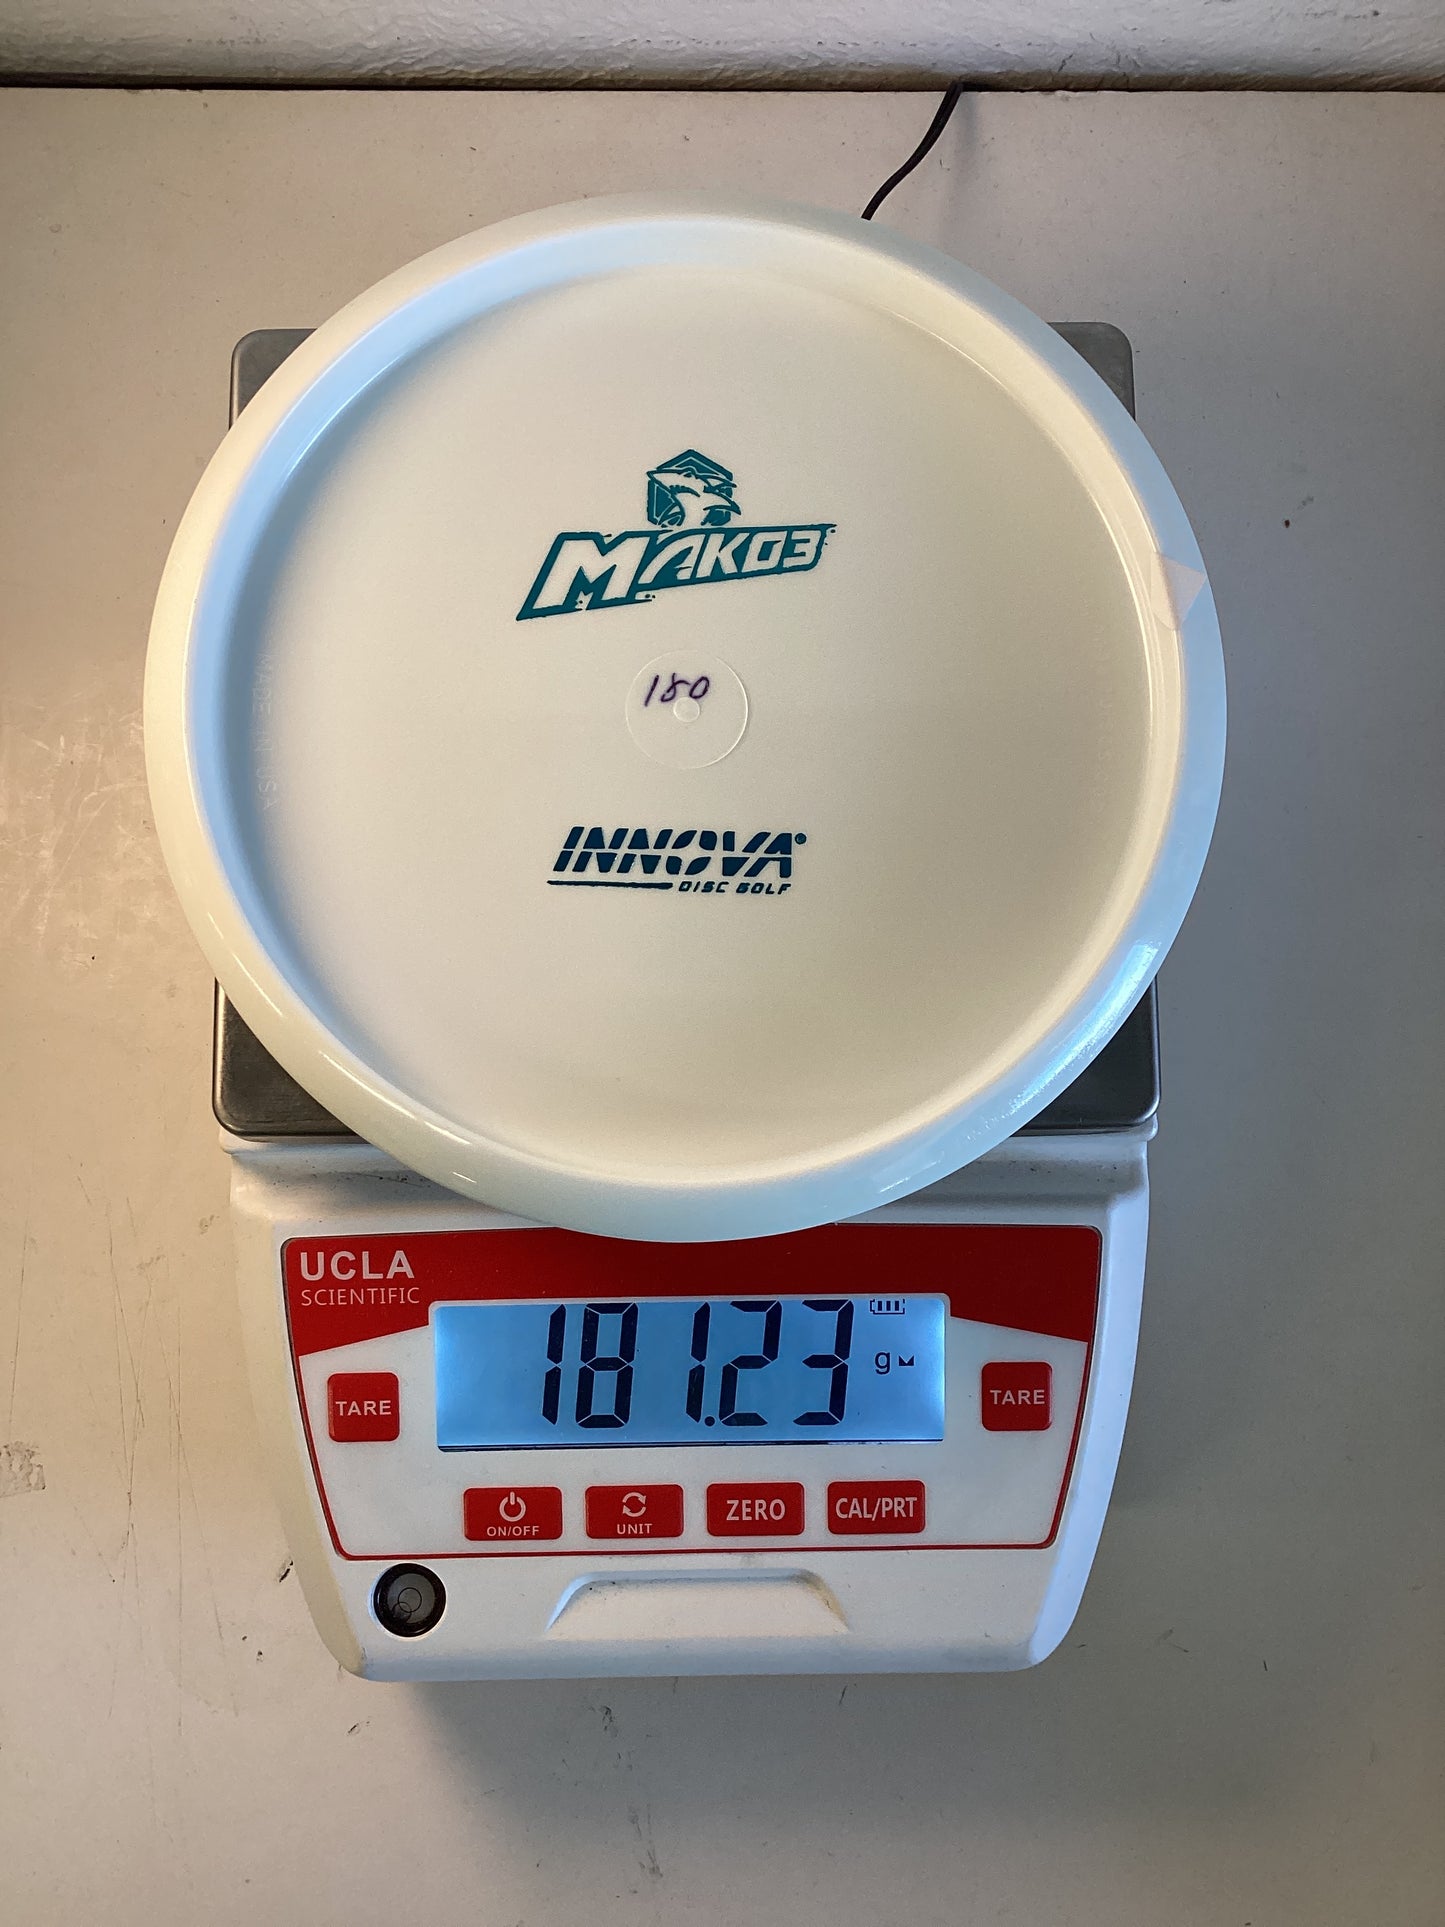 MAKO3
180
MADE IN USA
INNOVA®
DISC GOLF
UCLA
SCIENTIFIC
181.23
g
TARE
TARE
ON/OFF
UNIT
ZERO
CAL/PRT